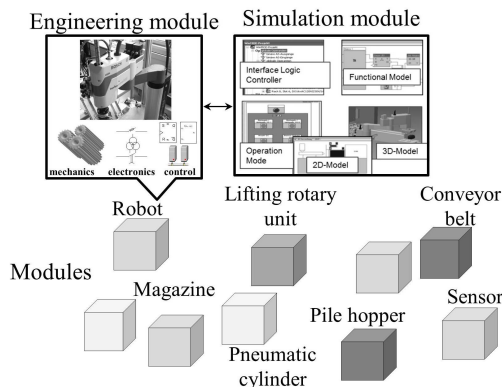 Engineering module
Simulation module
Interface Logic
Controller
Functional Model
Operation
Mode
2D-Model
3D-Model
mechanics
electronics
control
Robot
Lifting rotary
unit
Conveyor
belt
Modules
Magazine
Pneumatic
cylinder
Pile hopper
Sensor